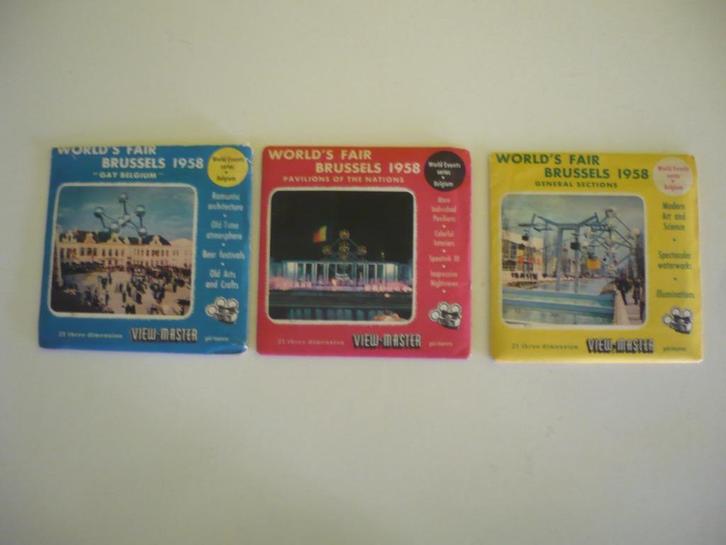 WORLD'S FAIR
BRUSSELS 1958
"GAY BELGIUM"
World Events
series
Belgium
Romantic
architecture
Old Time
atmosphere
Beer festivals
Old Arts
and Crafts
21 three dimension VIEW-MASTER pictures
WORLD'S FAIR
BRUSSELS 1958
PAVILIONS OF THE NATIONS
World Events
series
Belgium
More
Individual
Pavilions
Colorful
Interiors
Sputnik III
Impressive
Nightviews
21 three dimension VIEW-MASTER pictures
WORLD'S FAIR
BRUSSELS 1958
GENERAL SECTIONS
World Events
series
Belgium
Modern
Art and
Science
Spectacular
waterworks
Illuminations
21 three dimension VIEW-MASTER pictures